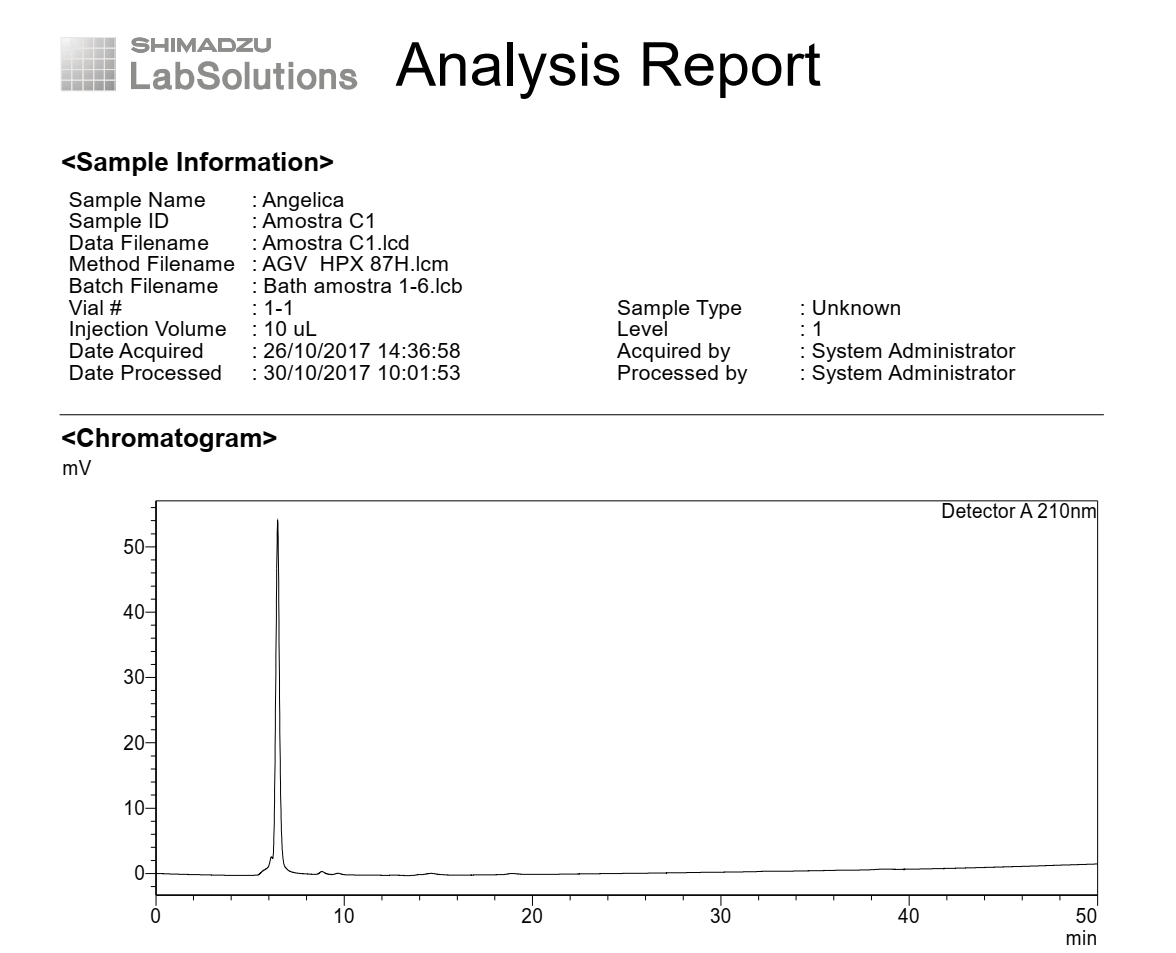 SHIMADZU
LabSolutions
Analysis Report
<Sample Information>
Sample Name : Angelica
Sample ID : Amostra C1
Data Filename : Amostra C1.lcd
Method Filename : AGV  HPX 87H.lcm
Batch Filename : Bath amostra 1-6.lcb
Vial # : 1-1 Sample Type : Unknown
Injection Volume : 10 uL Level : 1
Date Acquired : 26/10/2017 14:36:58 Acquired by : System Administrator
Date Processed : 30/10/2017 10:01:53 Processed by : System Administrator
<Chromatogram>
mV
Detector A 210nm
50
40
30
20
10
0
0 10 20 30 40 50
min